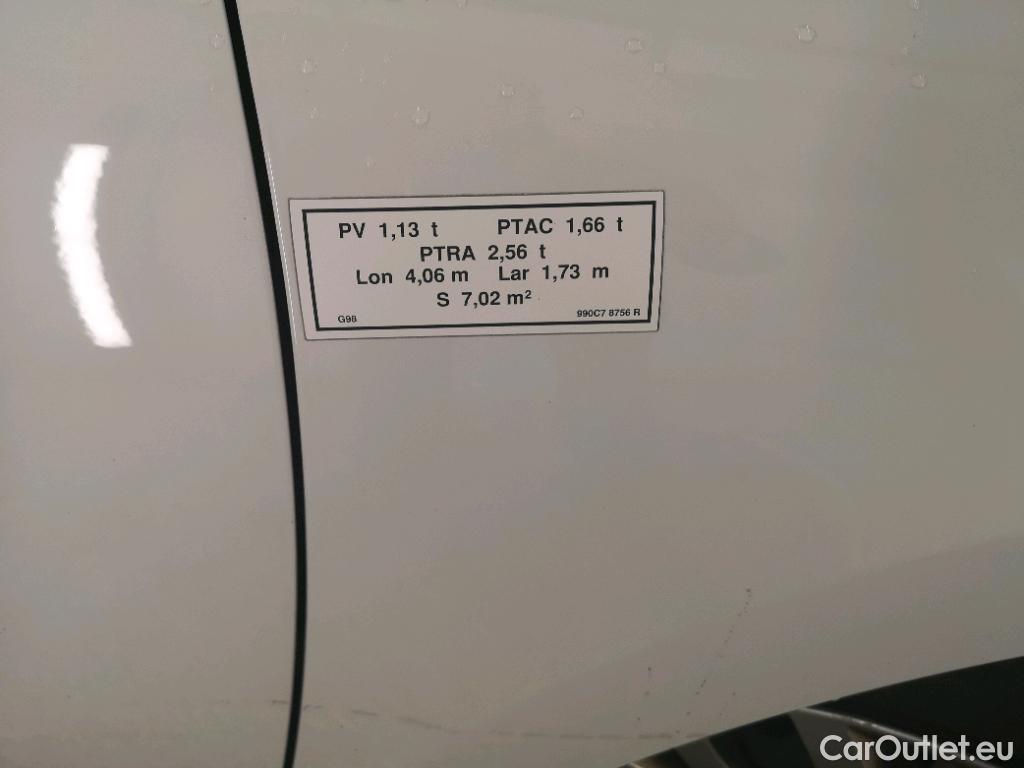 PV 1,13 t PTAC 1,66 t
PTRA 2,56 t
Lon 4,06 m Lar 1,73 m
S 7,02 m²
G98 990C7 8756 R
CarOutlet.eu